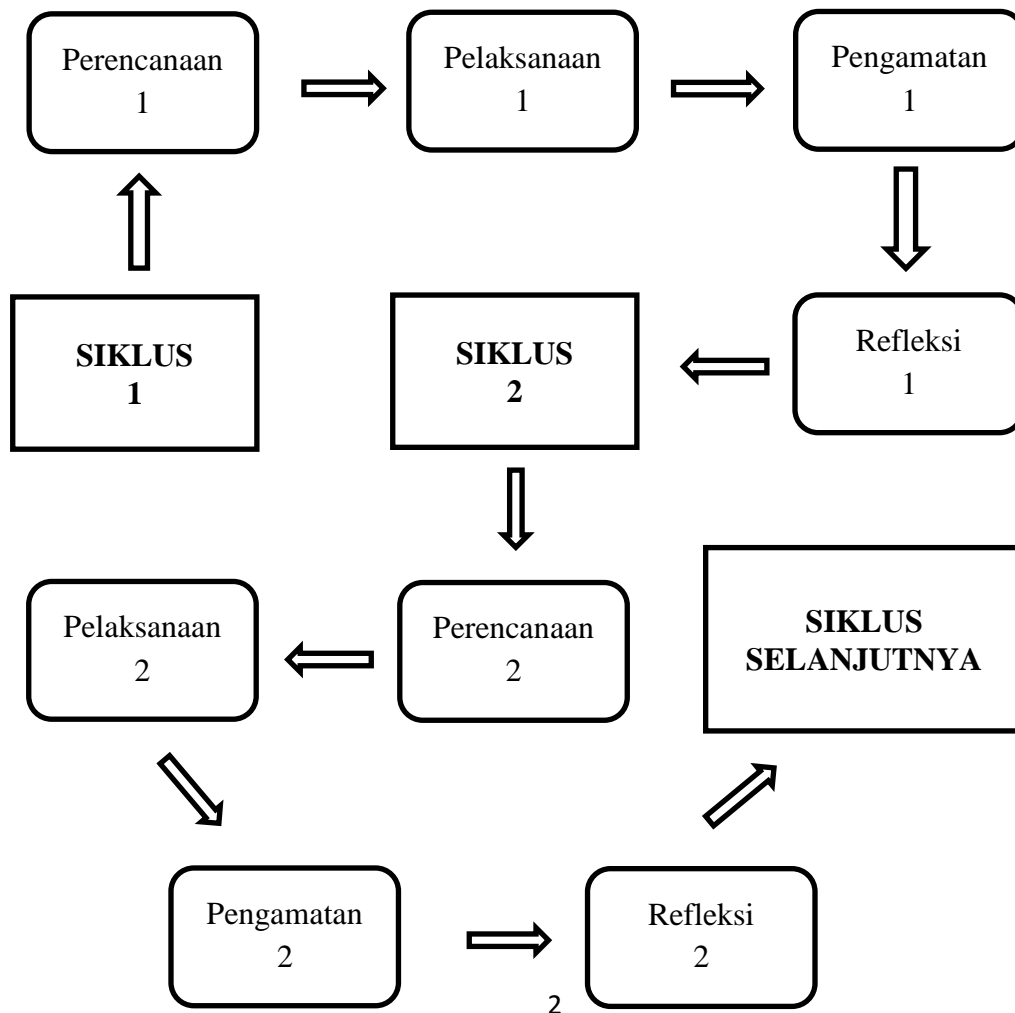 Perencanaan
1
Pelaksanaan
1
Pengamatan
1
SIKLUS
1
SIKLUS
2
Refleksi
1
Pelaksanaan
2
Perencanaan
2
SIKLUS
SELANJUTNYA
Pengamatan
2
Refleksi
2
2